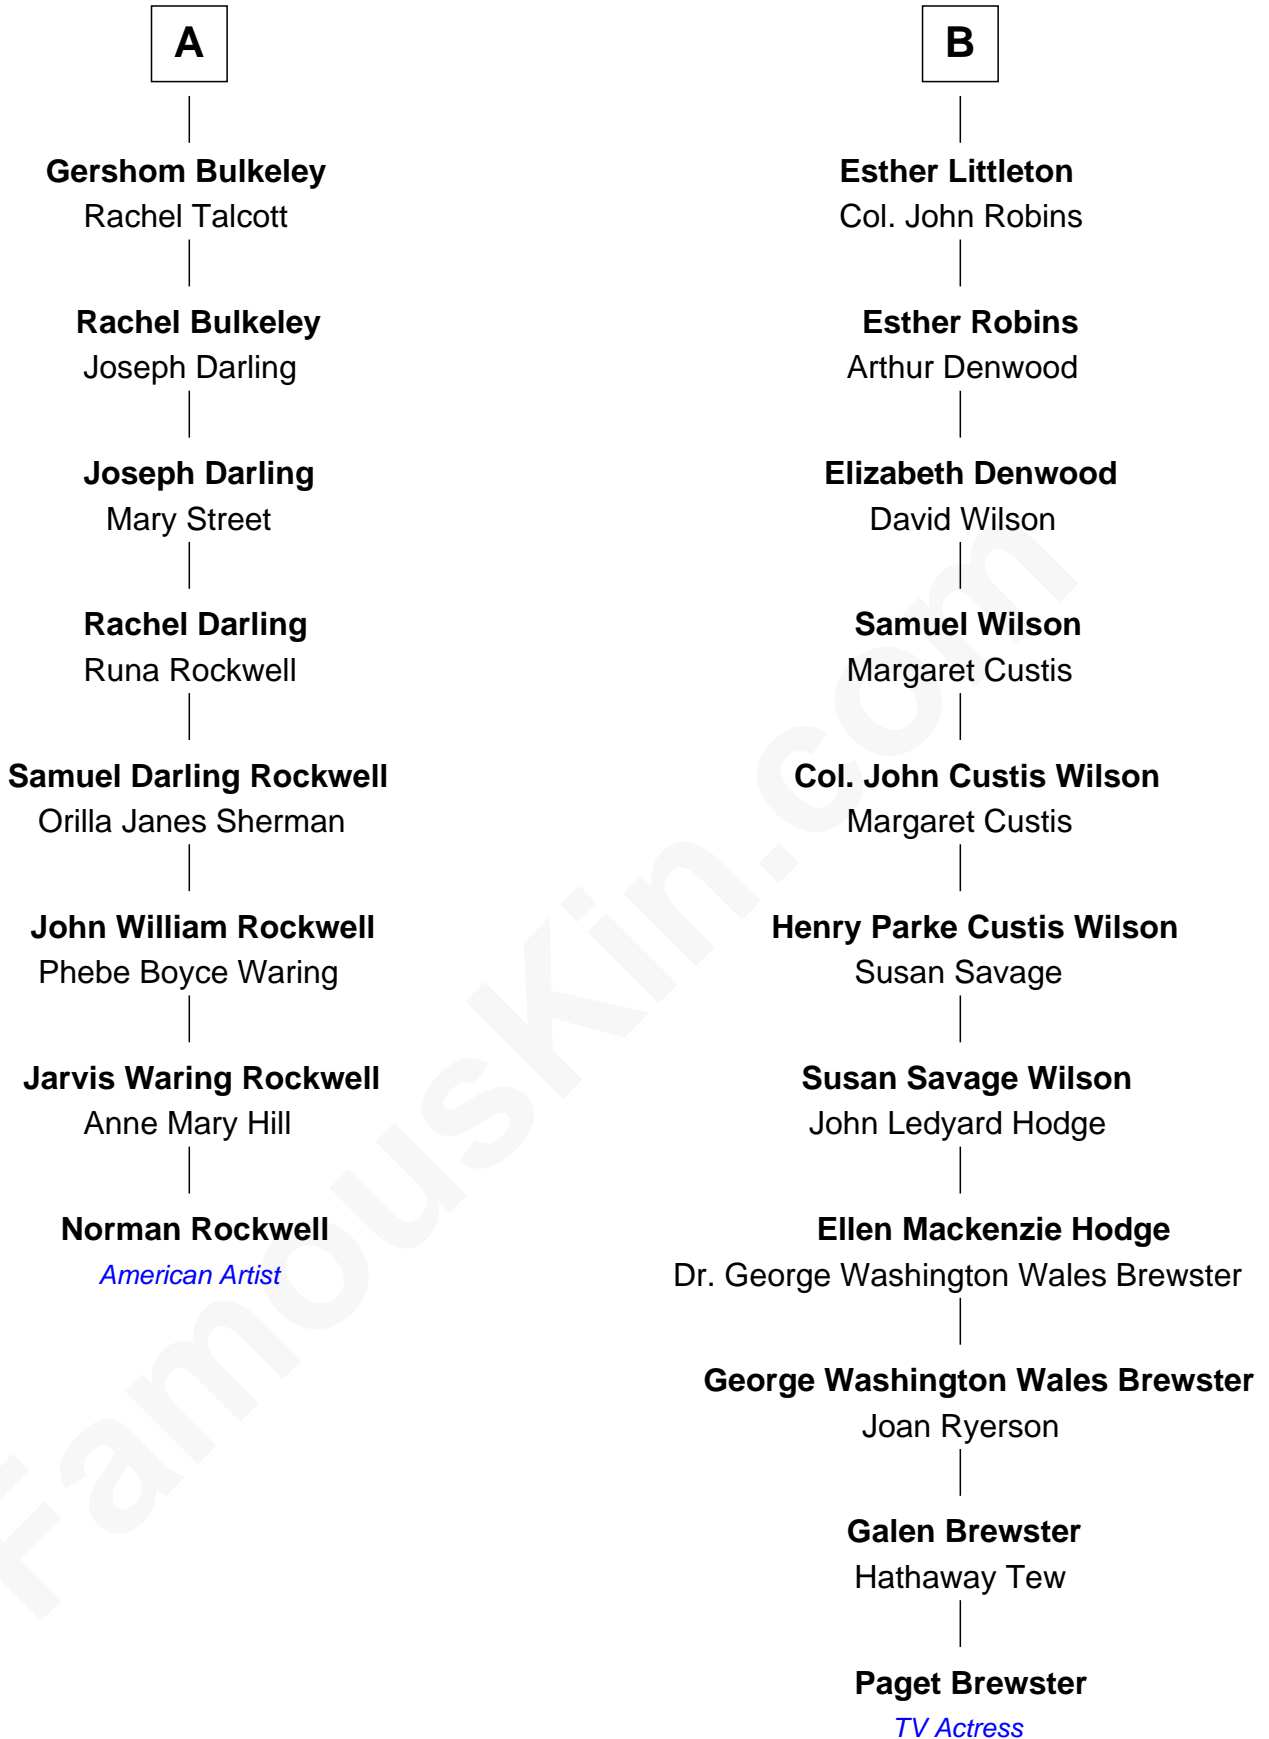 A
Gershom Bulkeley
Rachel Talcott
Rachel Bulkeley
Joseph Darling
Joseph Darling
Mary Street
Rachel Darling
Runa Rockwell
Samuel Darling Rockwell
Orilla Janes Sherman
John William Rockwell
Phebe Boyce Waring
Jarvis Waring Rockwell
Anne Mary Hill
Norman Rockwell
American Artist
B
Esther Littleton
Col. John Robins
Esther Robins
Arthur Denwood
Elizabeth Denwood
David Wilson
Samuel Wilson
Margaret Custis
Col. John Custis Wilson
Margaret Custis
Henry Parke Custis Wilson
Susan Savage
Susan Savage Wilson
John Ledyard Hodge
Ellen Mackenzie Hodge
Dr. George Washington Wales Brewster
George Washington Wales Brewster
Joan Ryerson
Galen Brewster
Hathaway Tew
Paget Brewster
TV Actress
FamousKin.com